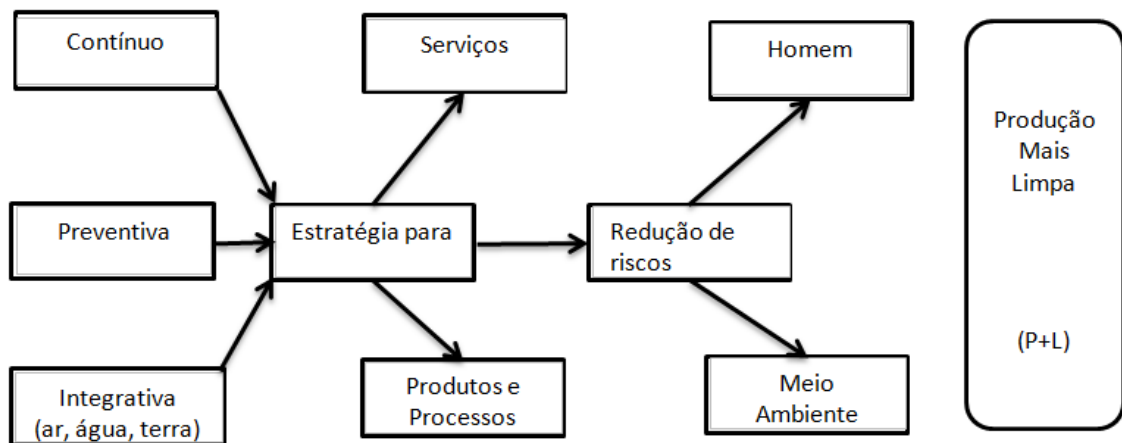 Contínuo
Serviços
Homem
Produção
Mais
Limpa
(P+L)
Preventiva
Estratégia para
Redução de
riscos
Integrativa
(ar, água, terra)
Produtos e
Processos
Meio
Ambiente